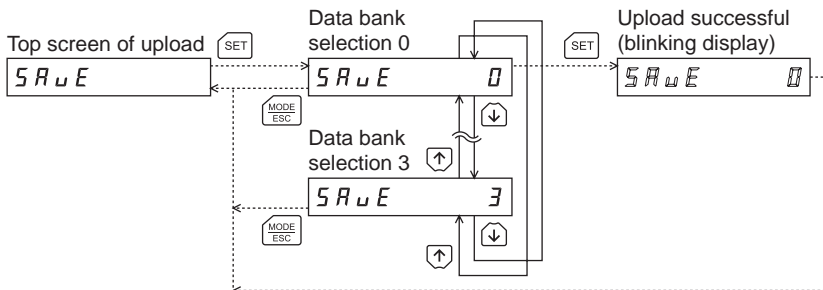 Top screen of upload
SET
Data bank
selection 0
SET
Upload successful
(blinking display)
SAvE
SAvE 0
SAvE 0
MODE
ESC
↓
Data bank
selection 3
↑
SAvE 3
MODE
ESC
↓
↑